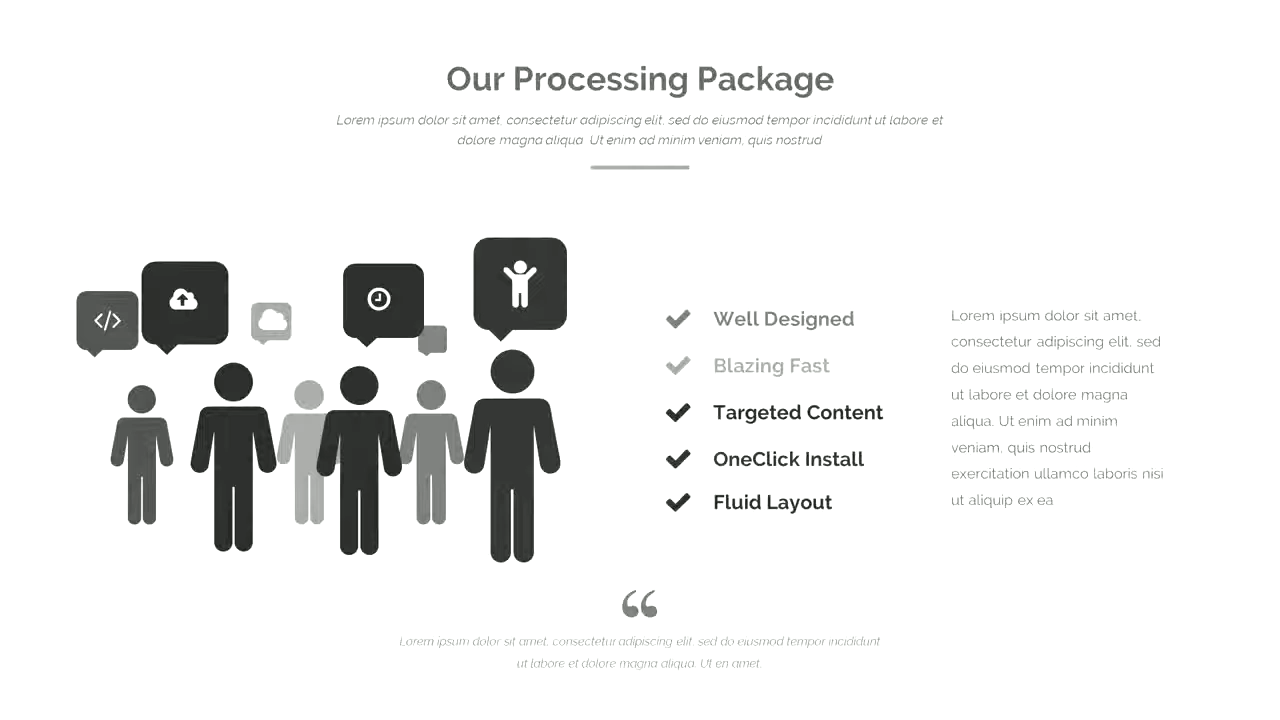 Our Processing Package
Lorem ipsum dolor sit amet, consectetur adipiscing elit, sed do eiusmod tempor incididunt ut labore et
dolore magna aliqua Ut enim ad minim veniam, quis nostrud
Well Designed
Blazing Fast
Targeted Content
OneClick Install
Fluid Layout
Lorem ipsum dolor sit amet,
consectetur adipiscing elit. sed
do eiusmod tempor incididunt
ut labore et dolore magna
aliqua. Ut enim ad minim
veniam. quis nostrud
exercitation ullamco laboris nisi
ut aliquip ex ea
“
Lorem ipsum dolor sit amet, consectetur adipiscing elit, sed do eiusmod tempor incididunt
ut labore et dolore magna aliqua. Ut en amet.